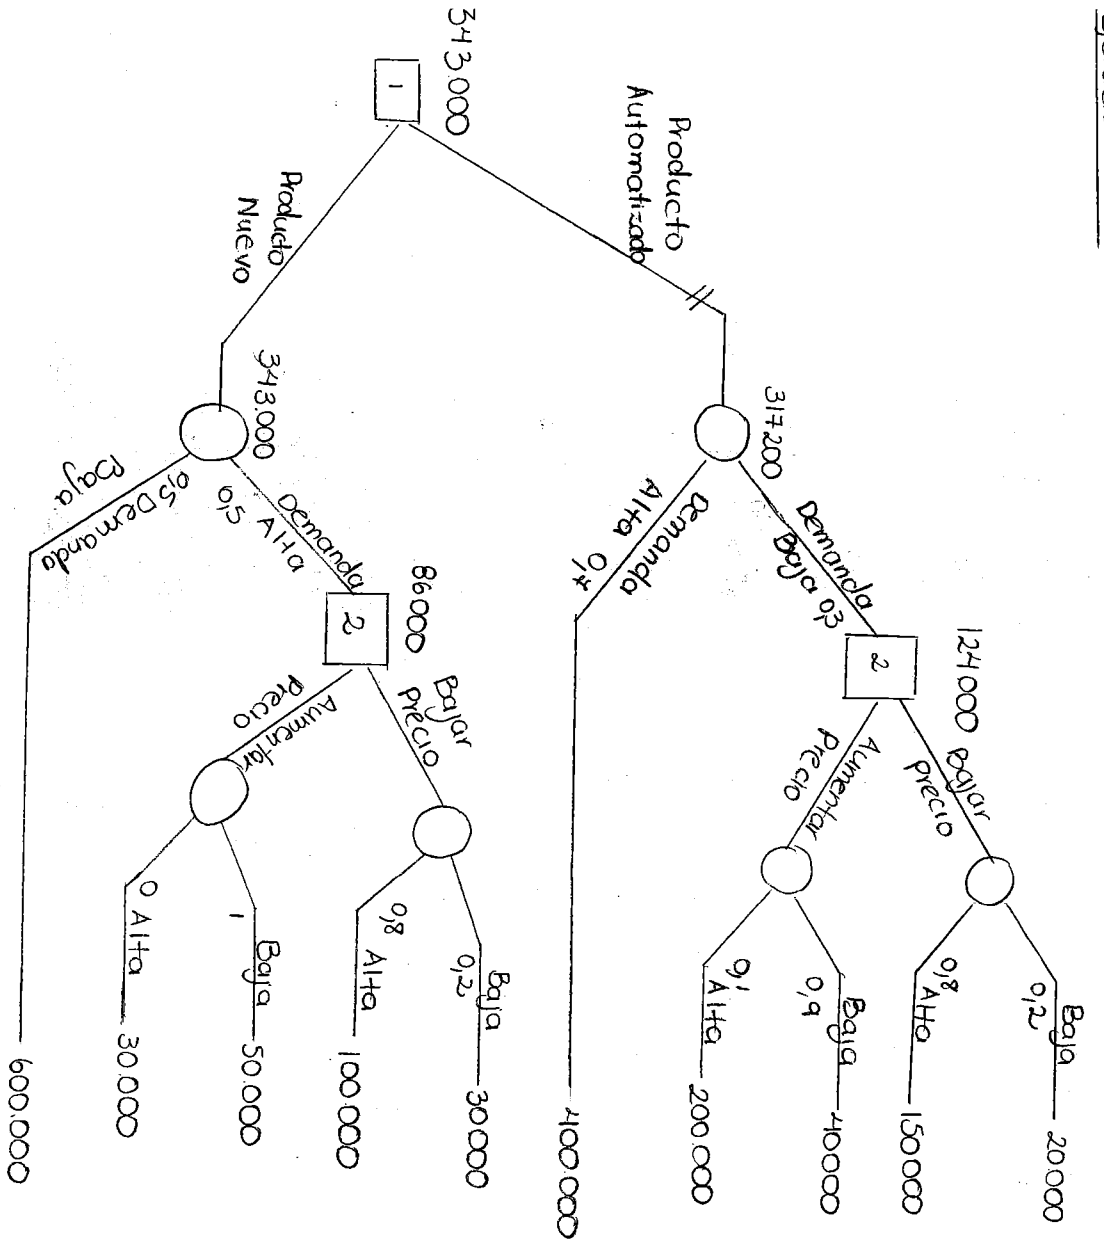 343.000
1
Producto
Automatizado
317200
Demanda
Baja 0,3
124000
2
Bajar
Precio
Baja
0,2
20.000
0,8
Alta
150000
Aumentar
Precio
Baja
0,9
40000
0,1
Alta
200.000
Demanda
Alta 0,7
400.000
Producto
Nuevo
343.000
Demanda
0,5 Alta
86000
2
Bajar
Precio
Baja
0,2
30000
0,8
Alta
100.000
Aumentar
Precio
1
Baja
50.000
0 Alta
30.000
0,5 Demanda
Baja
600.000